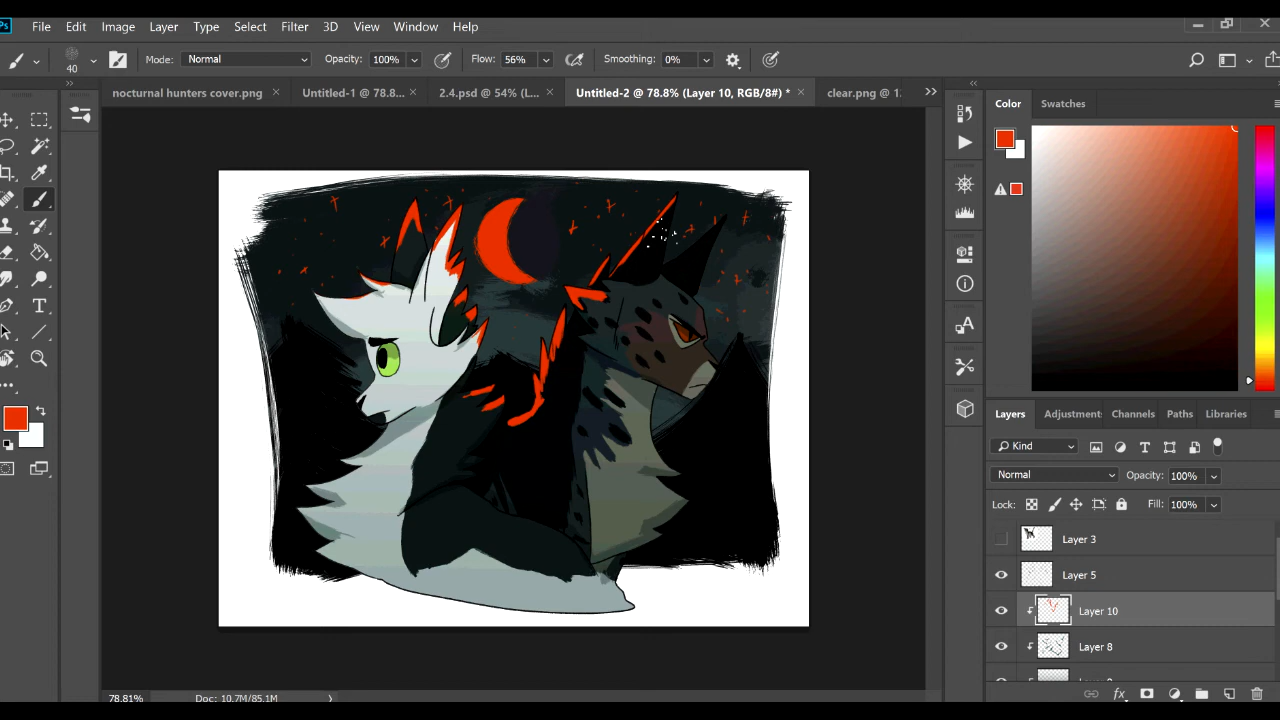 Ps File Edit Image Layer Type Select Filter 3D View Window Help
40 Mode: Normal Opacity: 100% Flow: 56% Smoothing: 0%
nocturnal hunters cover.png Untitled-1 @ 78.8... 2.4.psd @ 54% (L... Untitled-2 @ 78.8% (Layer 10, RGB/8#) * clear.png @ 1
Color Swatches
Layers Adjustment Channels Paths Libraries
Kind
Normal Opacity: 100%
Lock: Fill: 100%
Layer 3
Layer 5
Layer 10
Layer 8
78.81% Doc: 10.7M/85.1M